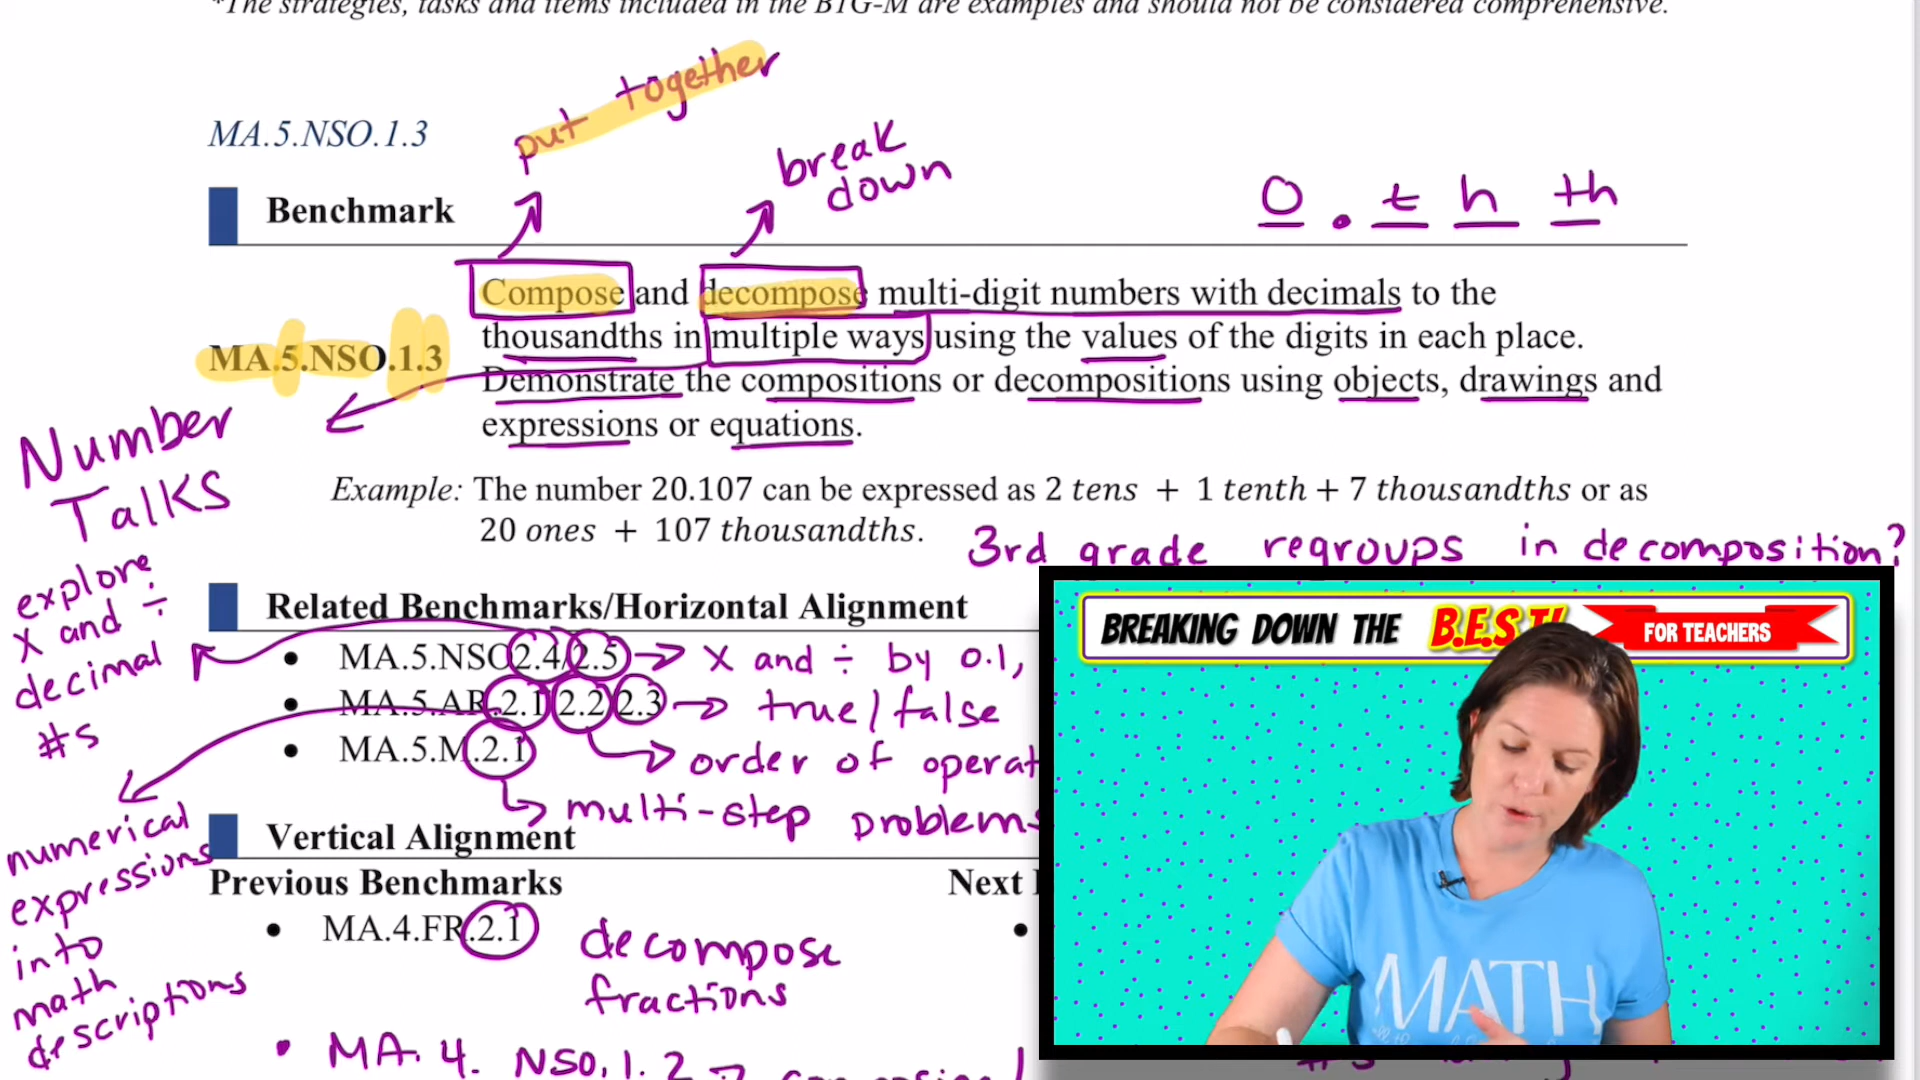 *The strategies, tasks and items included in the B1G-M are examples and should not be considered comprehensive.
put together
break down
MA.5.NSO.1.3
Benchmark
O . t h th
Compose and decompose multi-digit numbers with decimals to the
thousandths in multiple ways using the values of the digits in each place.
MA.5.NSO.1.3
Demonstrate the compositions or decompositions using objects, drawings and
expressions or equations.
Number
Talks
explore
x and ÷
decimal
#s
Example: The number 20.107 can be expressed as 2 tens + 1 tenth + 7 thousandths or as
20 ones + 107 thousandths.
3rd grade regroups in decomposition?
Related Benchmarks/Horizontal Alignment
• MA.5.NSO.2.4/2.5 → x and ÷ by 0.1,
• MA.5.AR.2.1/2.2/2.3 → true/false
• MA.5.M.2.1
order of operat
multi-step problems
numerical
expressions
into
math
descriptions
Vertical Alignment
Previous Benchmarks
Next
• MA.4.FR.2.1
decompose
fractions
• MA.4.NSO.1.2 →
BREAKING DOWN THE B.E.S.T!
FOR TEACHERS
MATH
#s